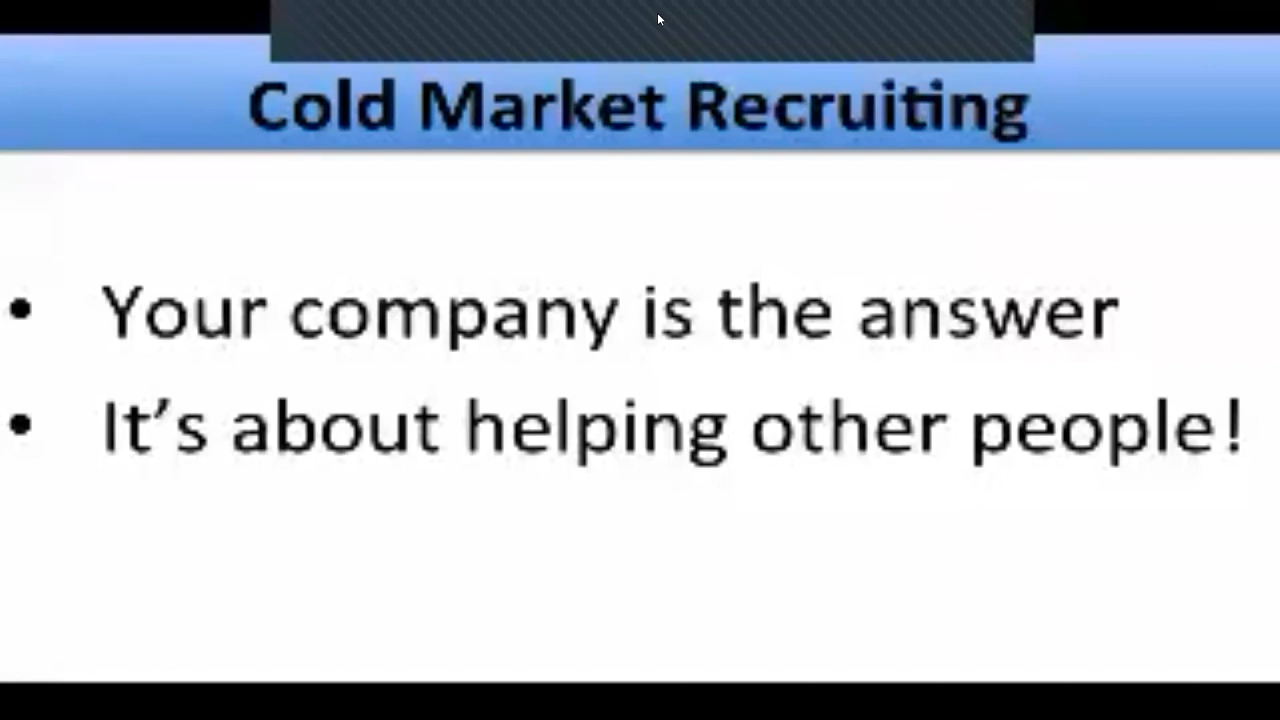 Cold Market Recruiting
• Your company is the answer
• It’s about helping other people!